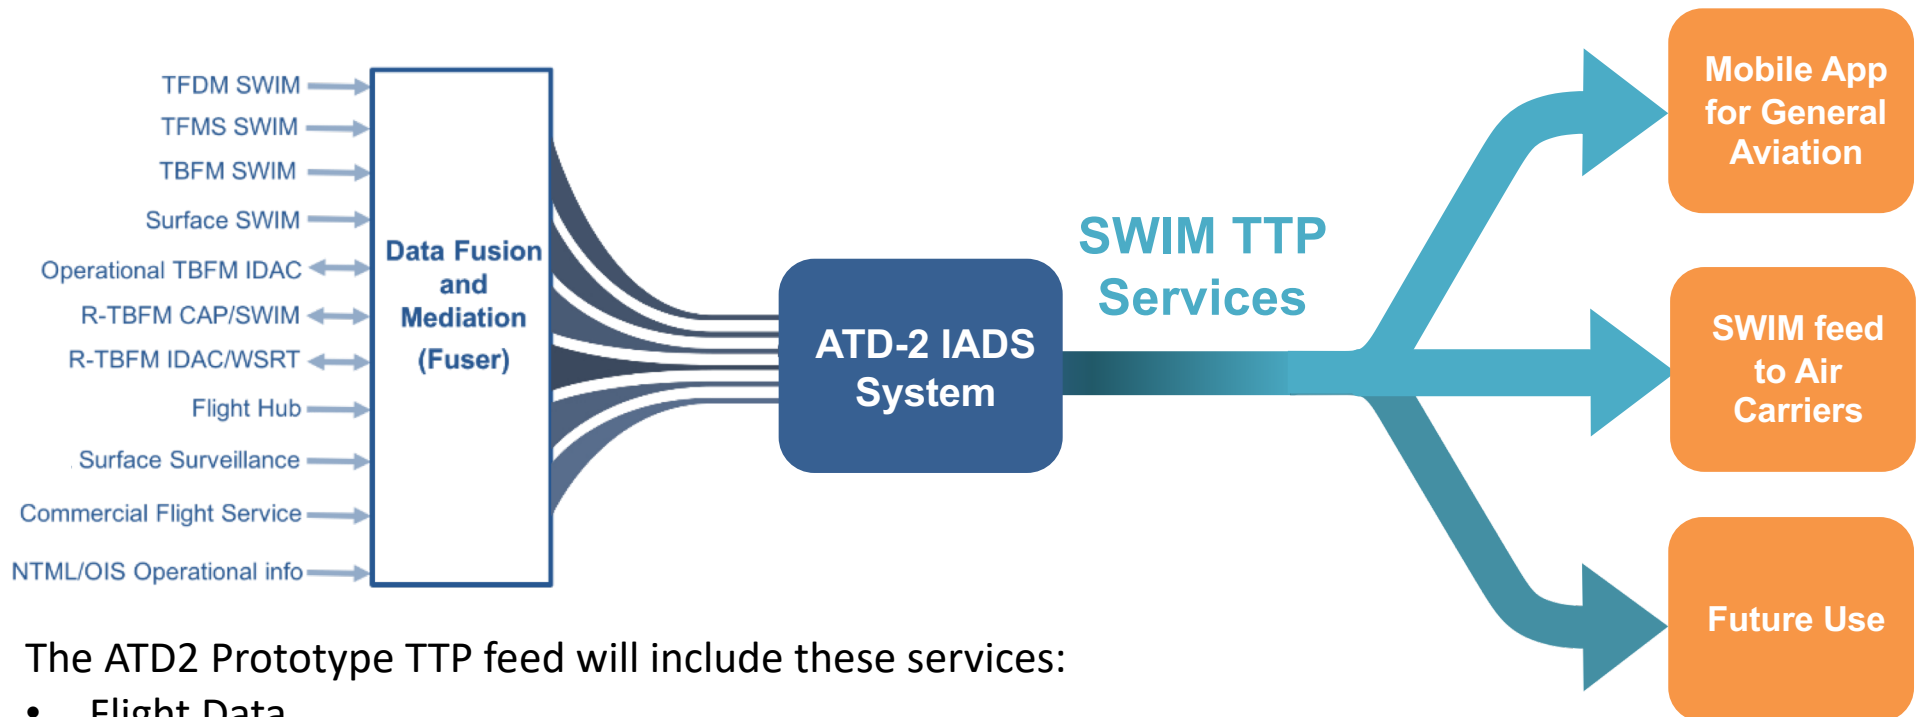 TFDM SWIM
TFMS SWIM
TBFM SWIM
Surface SWIM
Operational TBFM IDAC
R-TBFM CAP/SWIM
R-TBFM IDAC/WSRT
Flight Hub
Surface Surveillance
Commercial Flight Service
NTML/OIS Operational info
Data Fusion
and
Mediation
(Fuser)
ATD-2 IADS
System
SWIM TTP
Services
Mobile App
for General
Aviation
SWIM feed
to Air
Carriers
Future Use
The ATD2 Prototype TTP feed will include these services:
• Flight Data